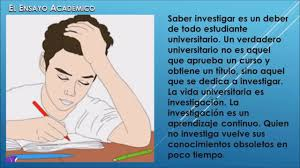 El Ensayo Académico
Saber investigar es un deber
de todo estudiante
universitario. Un verdadero
universitario no es aquel
que aprueba un curso y
obtiene un título, sino aquel
que se dedica a investigar.
La vida universitaria es
investigación. La
investigación es un
aprendizaje continuo. Quien
no investiga vuelve sus
conocimientos obsoletos en
poco tiempo.